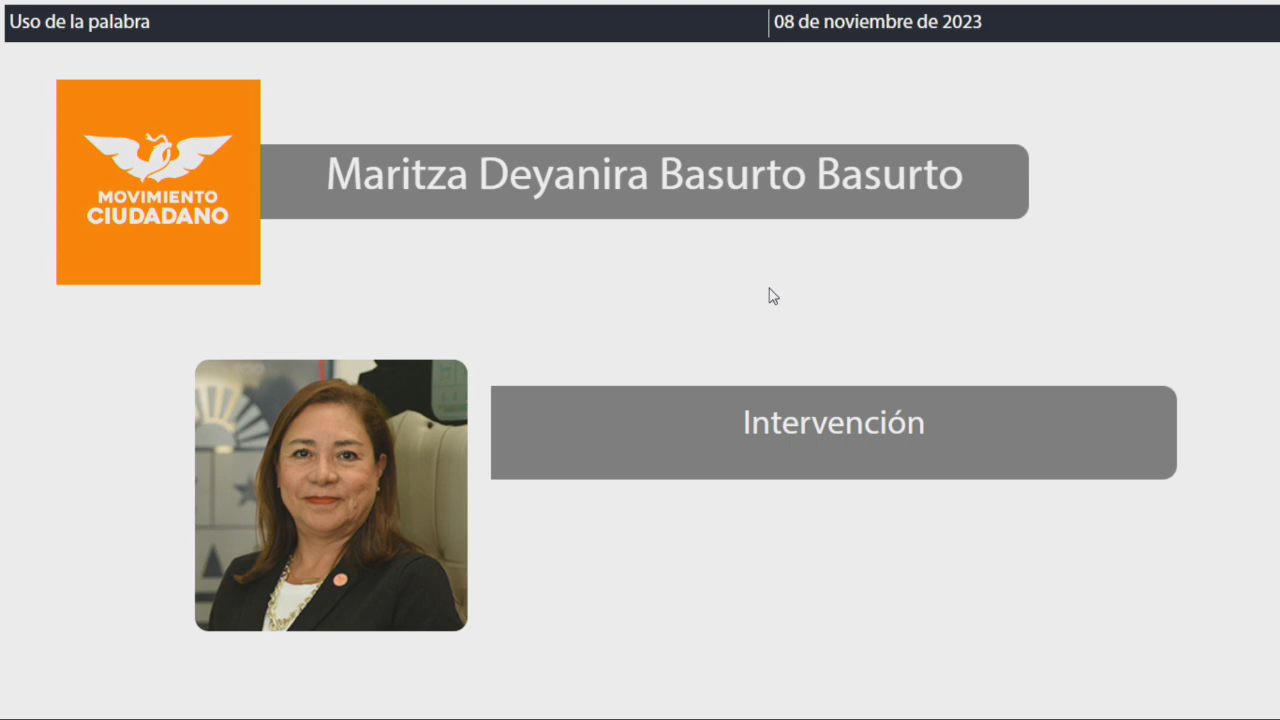 Uso de la palabra
08 de noviembre de 2023
MOVIMIENTO
CIUDADANO
Maritza Deyanira Basurto Basurto
Intervención